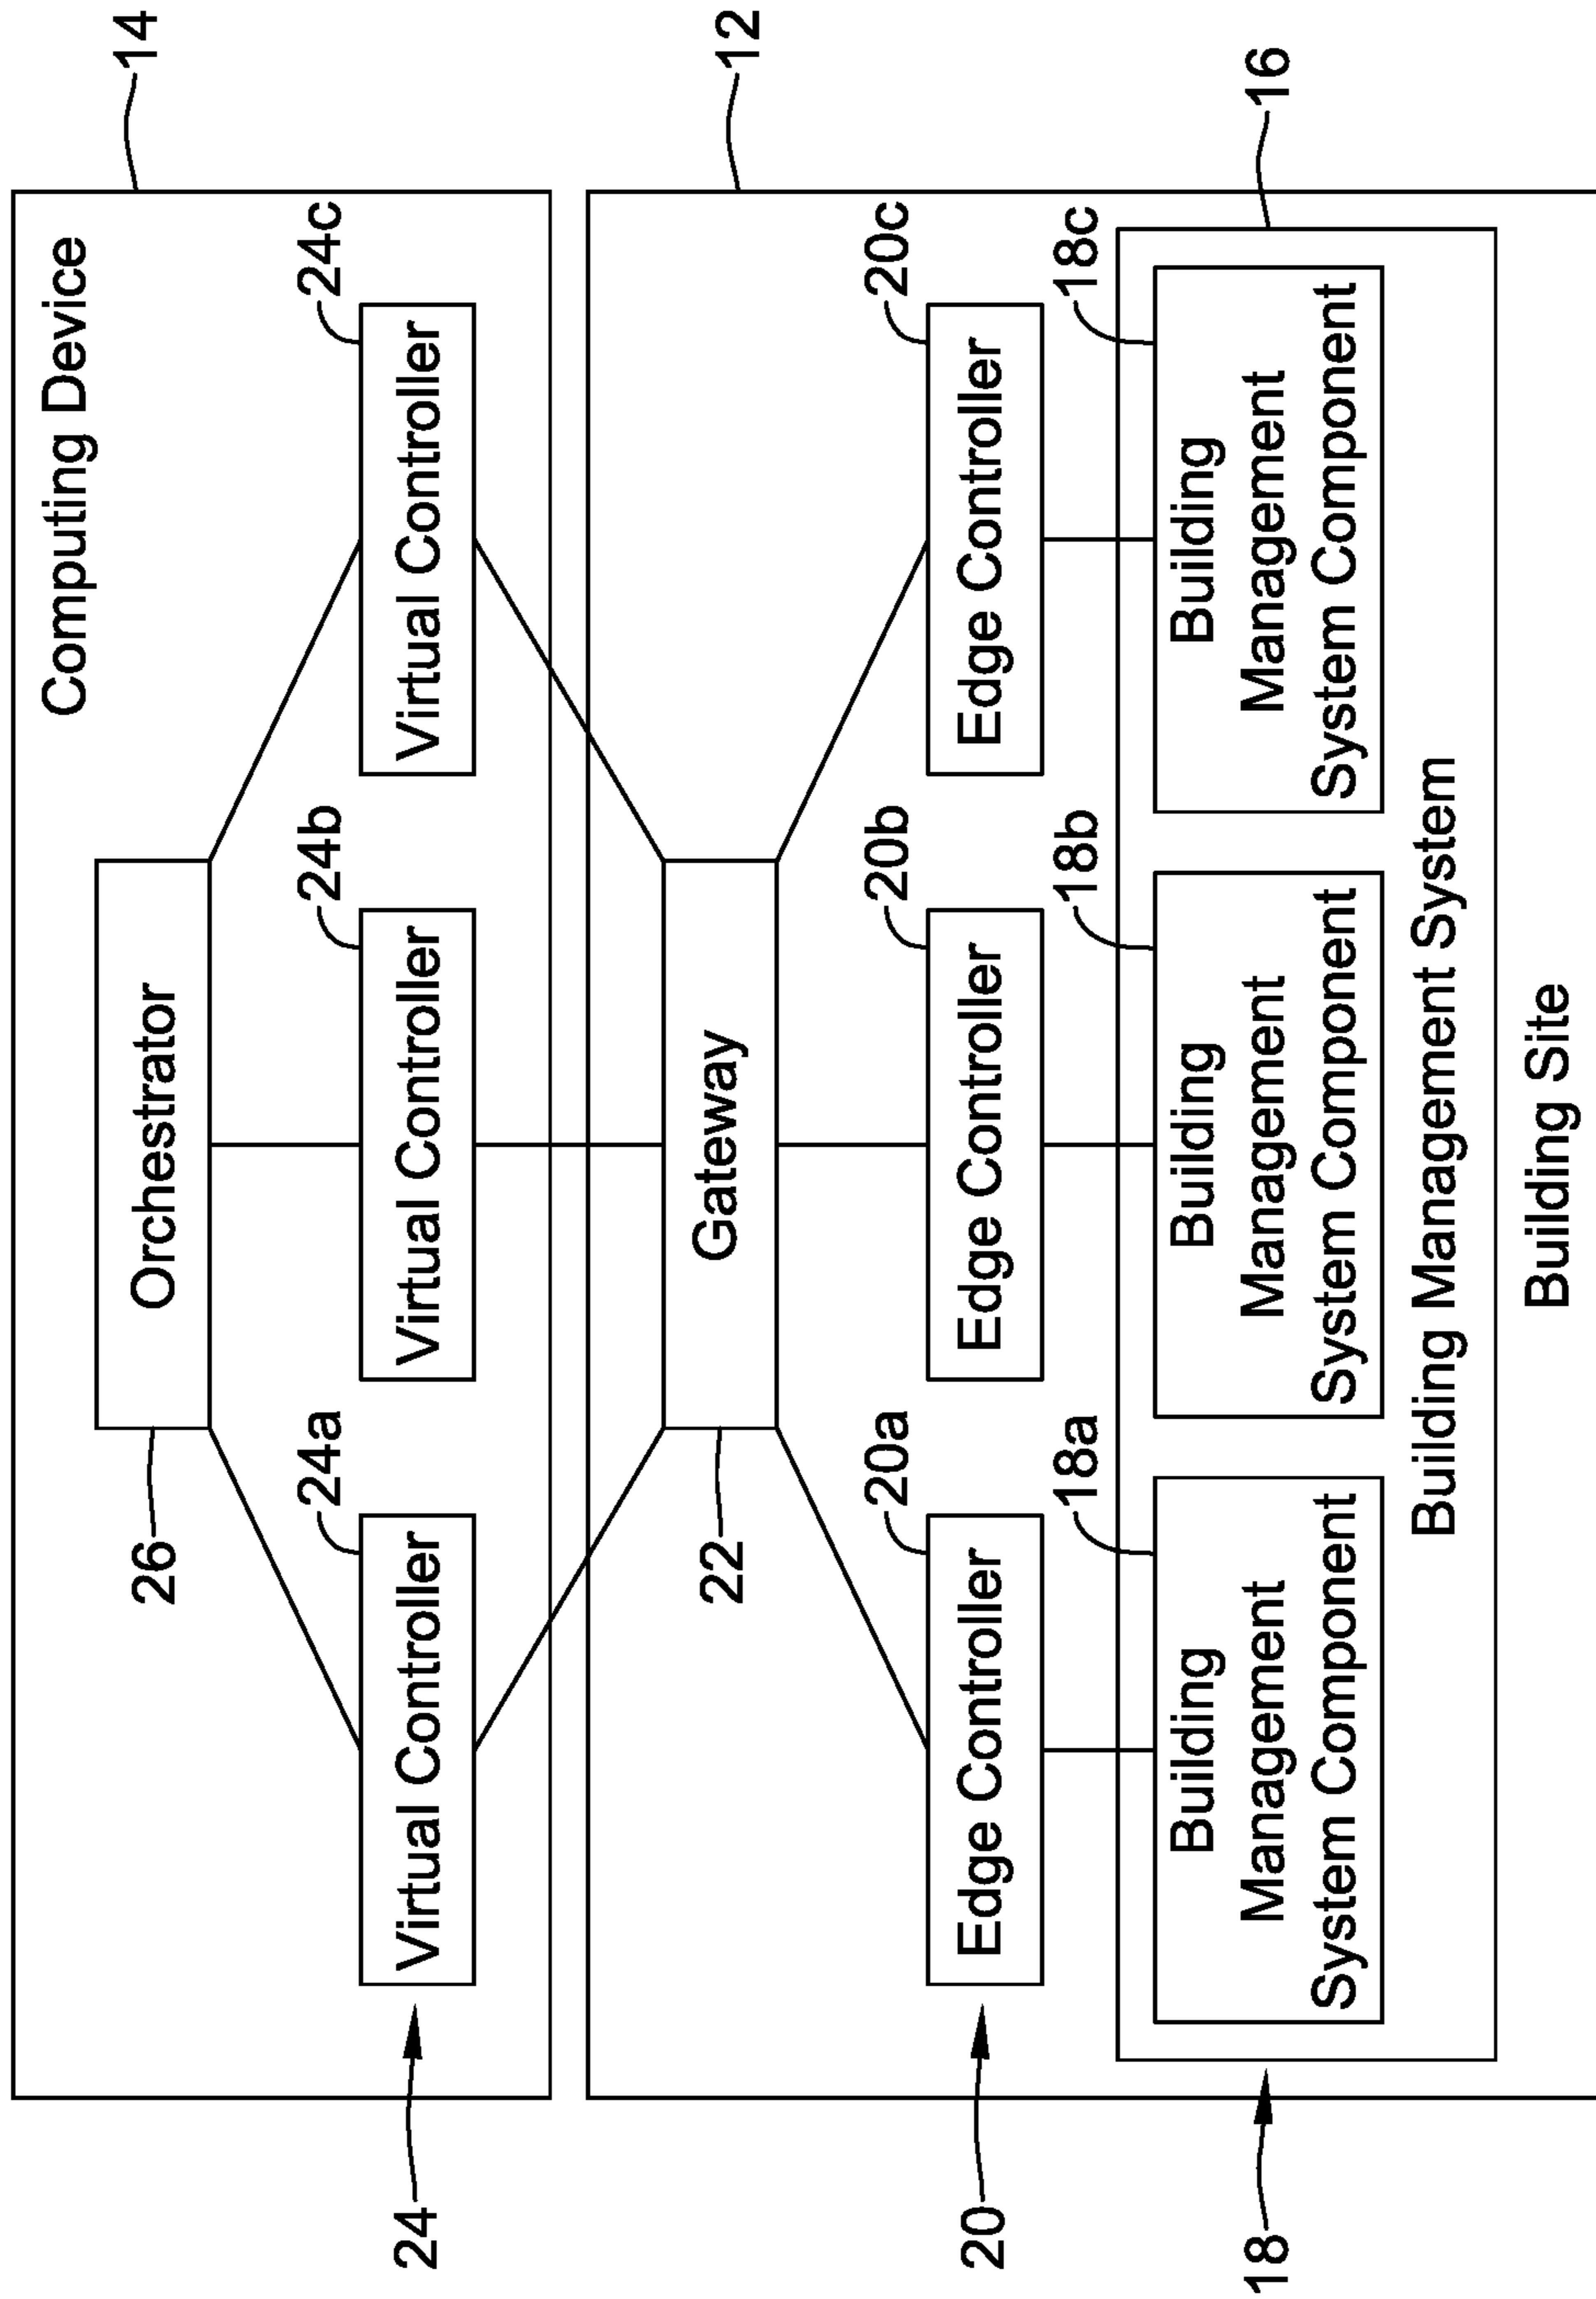 Computing Device
14
Orchestrator
26
24a
24b
24c
Virtual Controller
Virtual Controller
Virtual Controller
24
12
Gateway
22
20a
20b
20c
Edge Controller
Edge Controller
Edge Controller
20
18a
18b
18c
16
Building
Management
System Component
Building
Management
System Component
Building
Management
System Component
18
Building Management System
Building Site